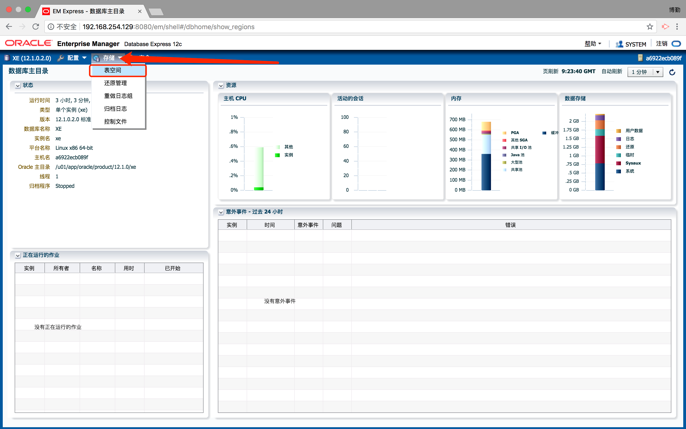 EM Express - 数据库主目录
博勤
不安全 192.168.254.129:8080/em/shell#/dbhome/show_regions
ORACLE Enterprise Manager Database Express 12c
帮助 SYSTEM 注销
XE (12.1.0.2.0) 配置 存储
a6922ecb089f
表空间
还原管理
重做日志组
归档日志
控制文件
数据库主目录
页刷新 9:23:40 GMT 自动刷新 1 分钟
状态
运行时间 3 小时, 3 分钟,
类型 单个实例 (xe)
版本 12.1.0.2.0 标准
数据库名称 XE
实例名 xe
平台名称 Linux x86 64-bit
主机名 a6922ecb089f
Oracle 主目录 /u01/app/oracle/product/12.1.0/xe
线程 1
归档程序 Stopped
资源
主机 CPU
.1%
.8%
.6%
.4%
.2%
0%
其他
实例
活动的会话
100
80
60
40
20
0
内存
700 MB
600 MB
500 MB
400 MB
300 MB
200 MB
100 MB
0 MB
PGA
其他 SGA
共享 I/O 池
Java 池
大型池
共享池
数据存储
2 GB
1.75 GB
1.5 GB
1.25 GB
1 GB
.75 GB
.5 GB
.25 GB
0 GB
用户数据
日志
还原
临时
Sysaux
系统
意外事件 - 过去 24 小时
实例 时间 意外事件 问题 错误
没有意外事件
正在运行的作业
实例 所有者 名称 用时 已开始
没有正在运行的作业